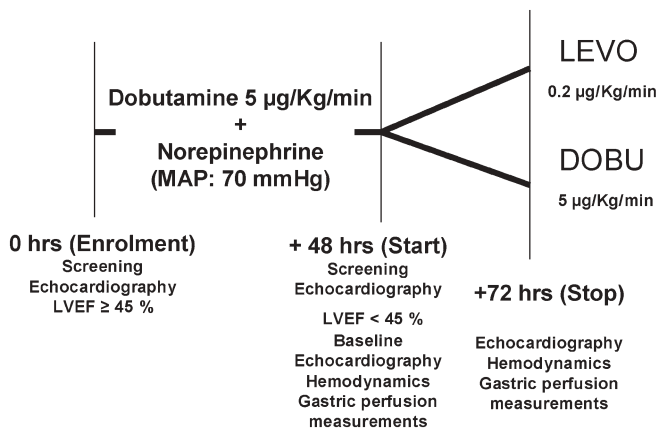 Dobutamine 5 µg/Kg/min
+
Norepinephrine
(MAP: 70 mmHg)
LEVO
0.2 µg/Kg/min
DOBU
5 µg/Kg/min
0 hrs (Enrolment)
Screening
Echocardiography
LVEF ≥ 45 %
+ 48 hrs (Start)
Screening
Echocardiography
LVEF < 45 %
Baseline
Echocardiography
Hemodynamics
Gastric perfusion
measurements
+72 hrs (Stop)
Echocardiography
Hemodynamics
Gastric perfusion
measurements